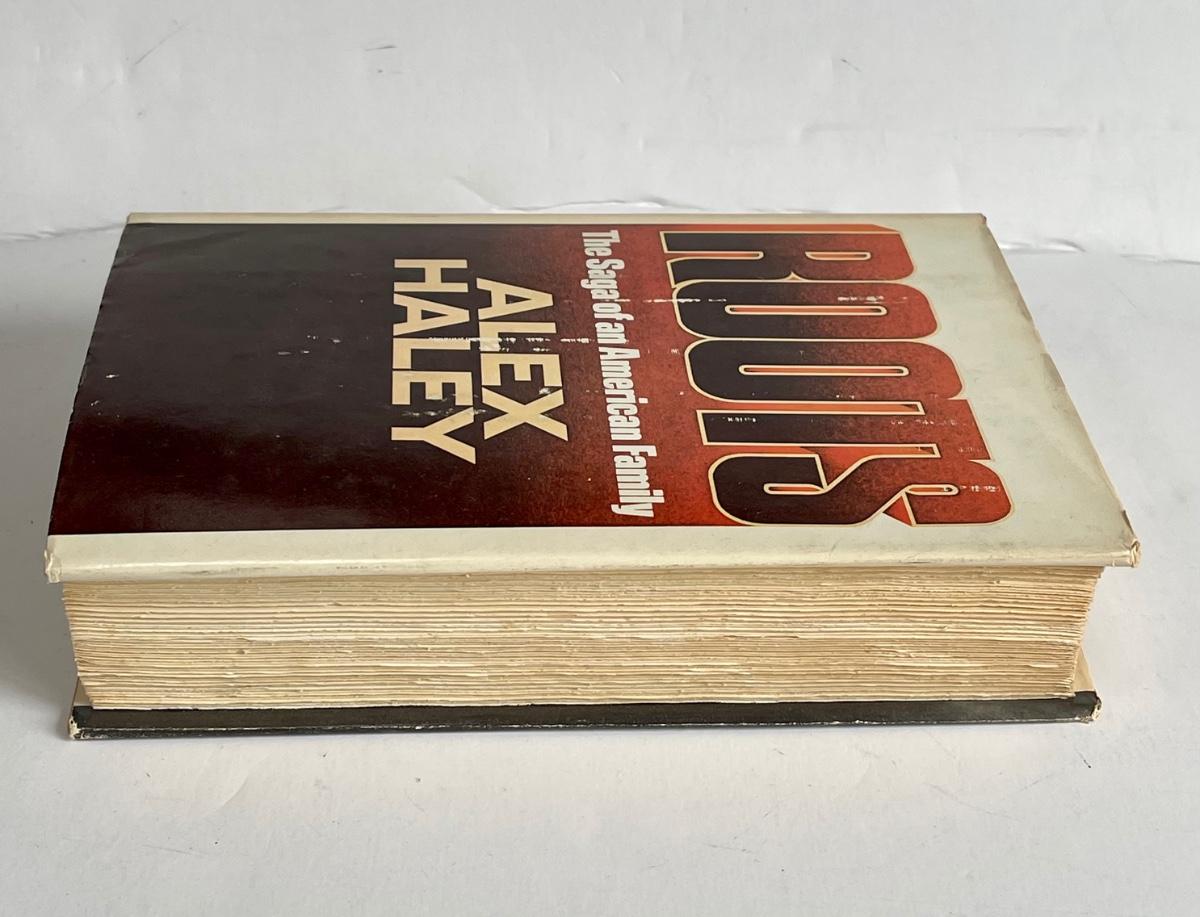 ROOTS
The Saga of an American Family
ALEX
HALEY